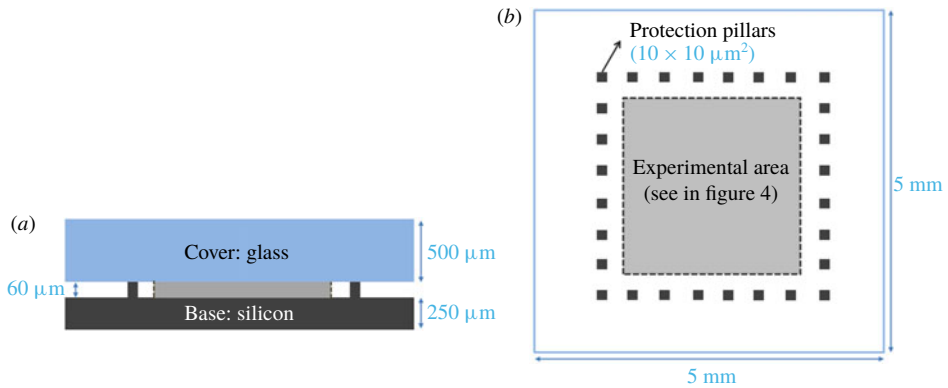 (a)
Cover: glass
500 μm
60 μm
Base: silicon
250 μm
(b)
Protection pillars
(10 × 10 μm²)
Experimental area
(see in figure 4)
5 mm
5 mm